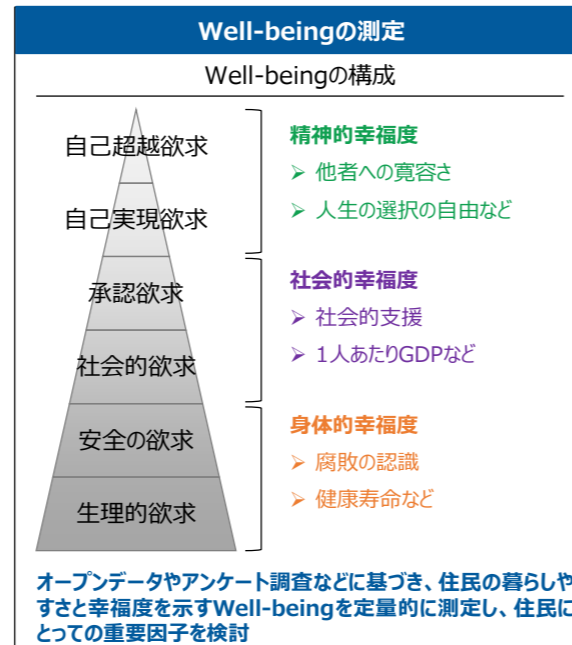 Well-beingの測定
Well-beingの構成
自己超越欲求
自己実現欲求
承認欲求
社会的欲求
安全の欲求
生理的欲求
精神的幸福度
➢ 他者への寛容さ
➢ 人生の選択の自由など
社会的幸福度
➢ 社会的支援
➢ 1人あたりGDPなど
身体的幸福度
➢ 腐敗の認識
➢ 健康寿命など
オープンデータやアンケート調査などに基づき、住民の暮らしや
すさと幸福度を示すWell-beingを定量的に測定し、住民に
とっての重要因子を検討